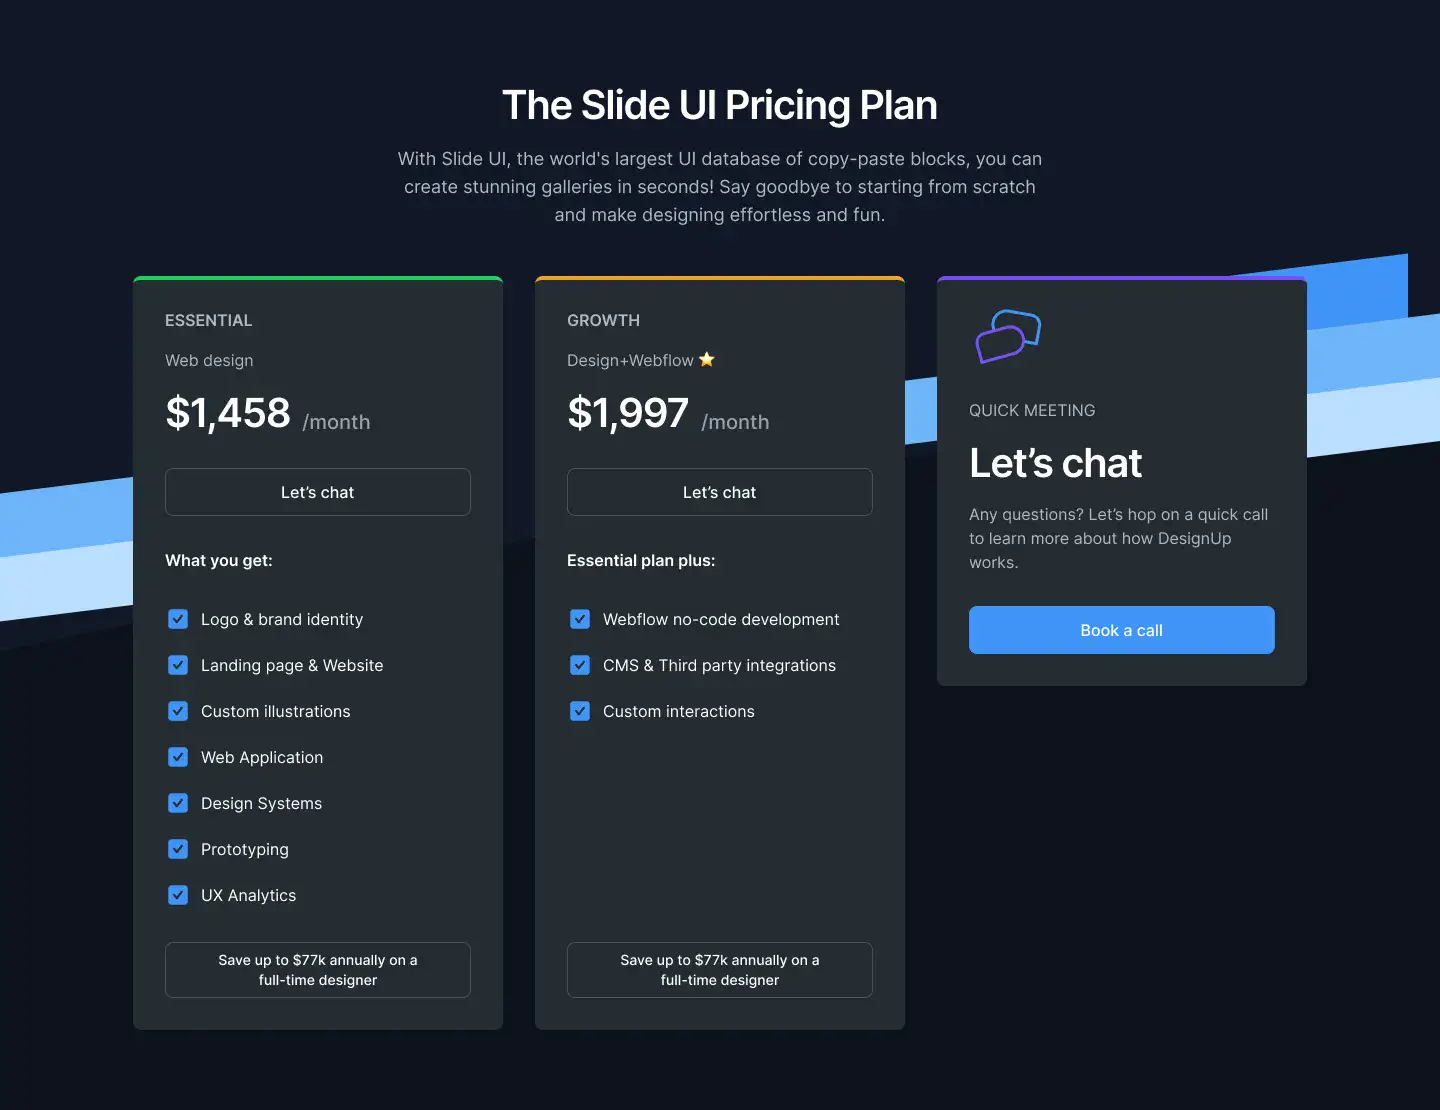 The Slide UI Pricing Plan
With Slide UI, the world's largest UI database of copy-paste blocks, you can
create stunning galleries in seconds! Say goodbye to starting from scratch
and make designing effortless and fun.
ESSENTIAL
Web design
$1,458 /month
Let’s chat
What you get:
Logo & brand identity
Landing page & Website
Custom illustrations
Web Application
Design Systems
Prototyping
UX Analytics
Save up to $77k annually on a
full-time designer
GROWTH
Design+Webflow ⭐
$1,997 /month
Let’s chat
Essential plan plus:
Webflow no-code development
CMS & Third party integrations
Custom interactions
Save up to $77k annually on a
full-time designer
QUICK MEETING
Let’s chat
Any questions? Let’s hop on a quick call
to learn more about how DesignUp
works.
Book a call